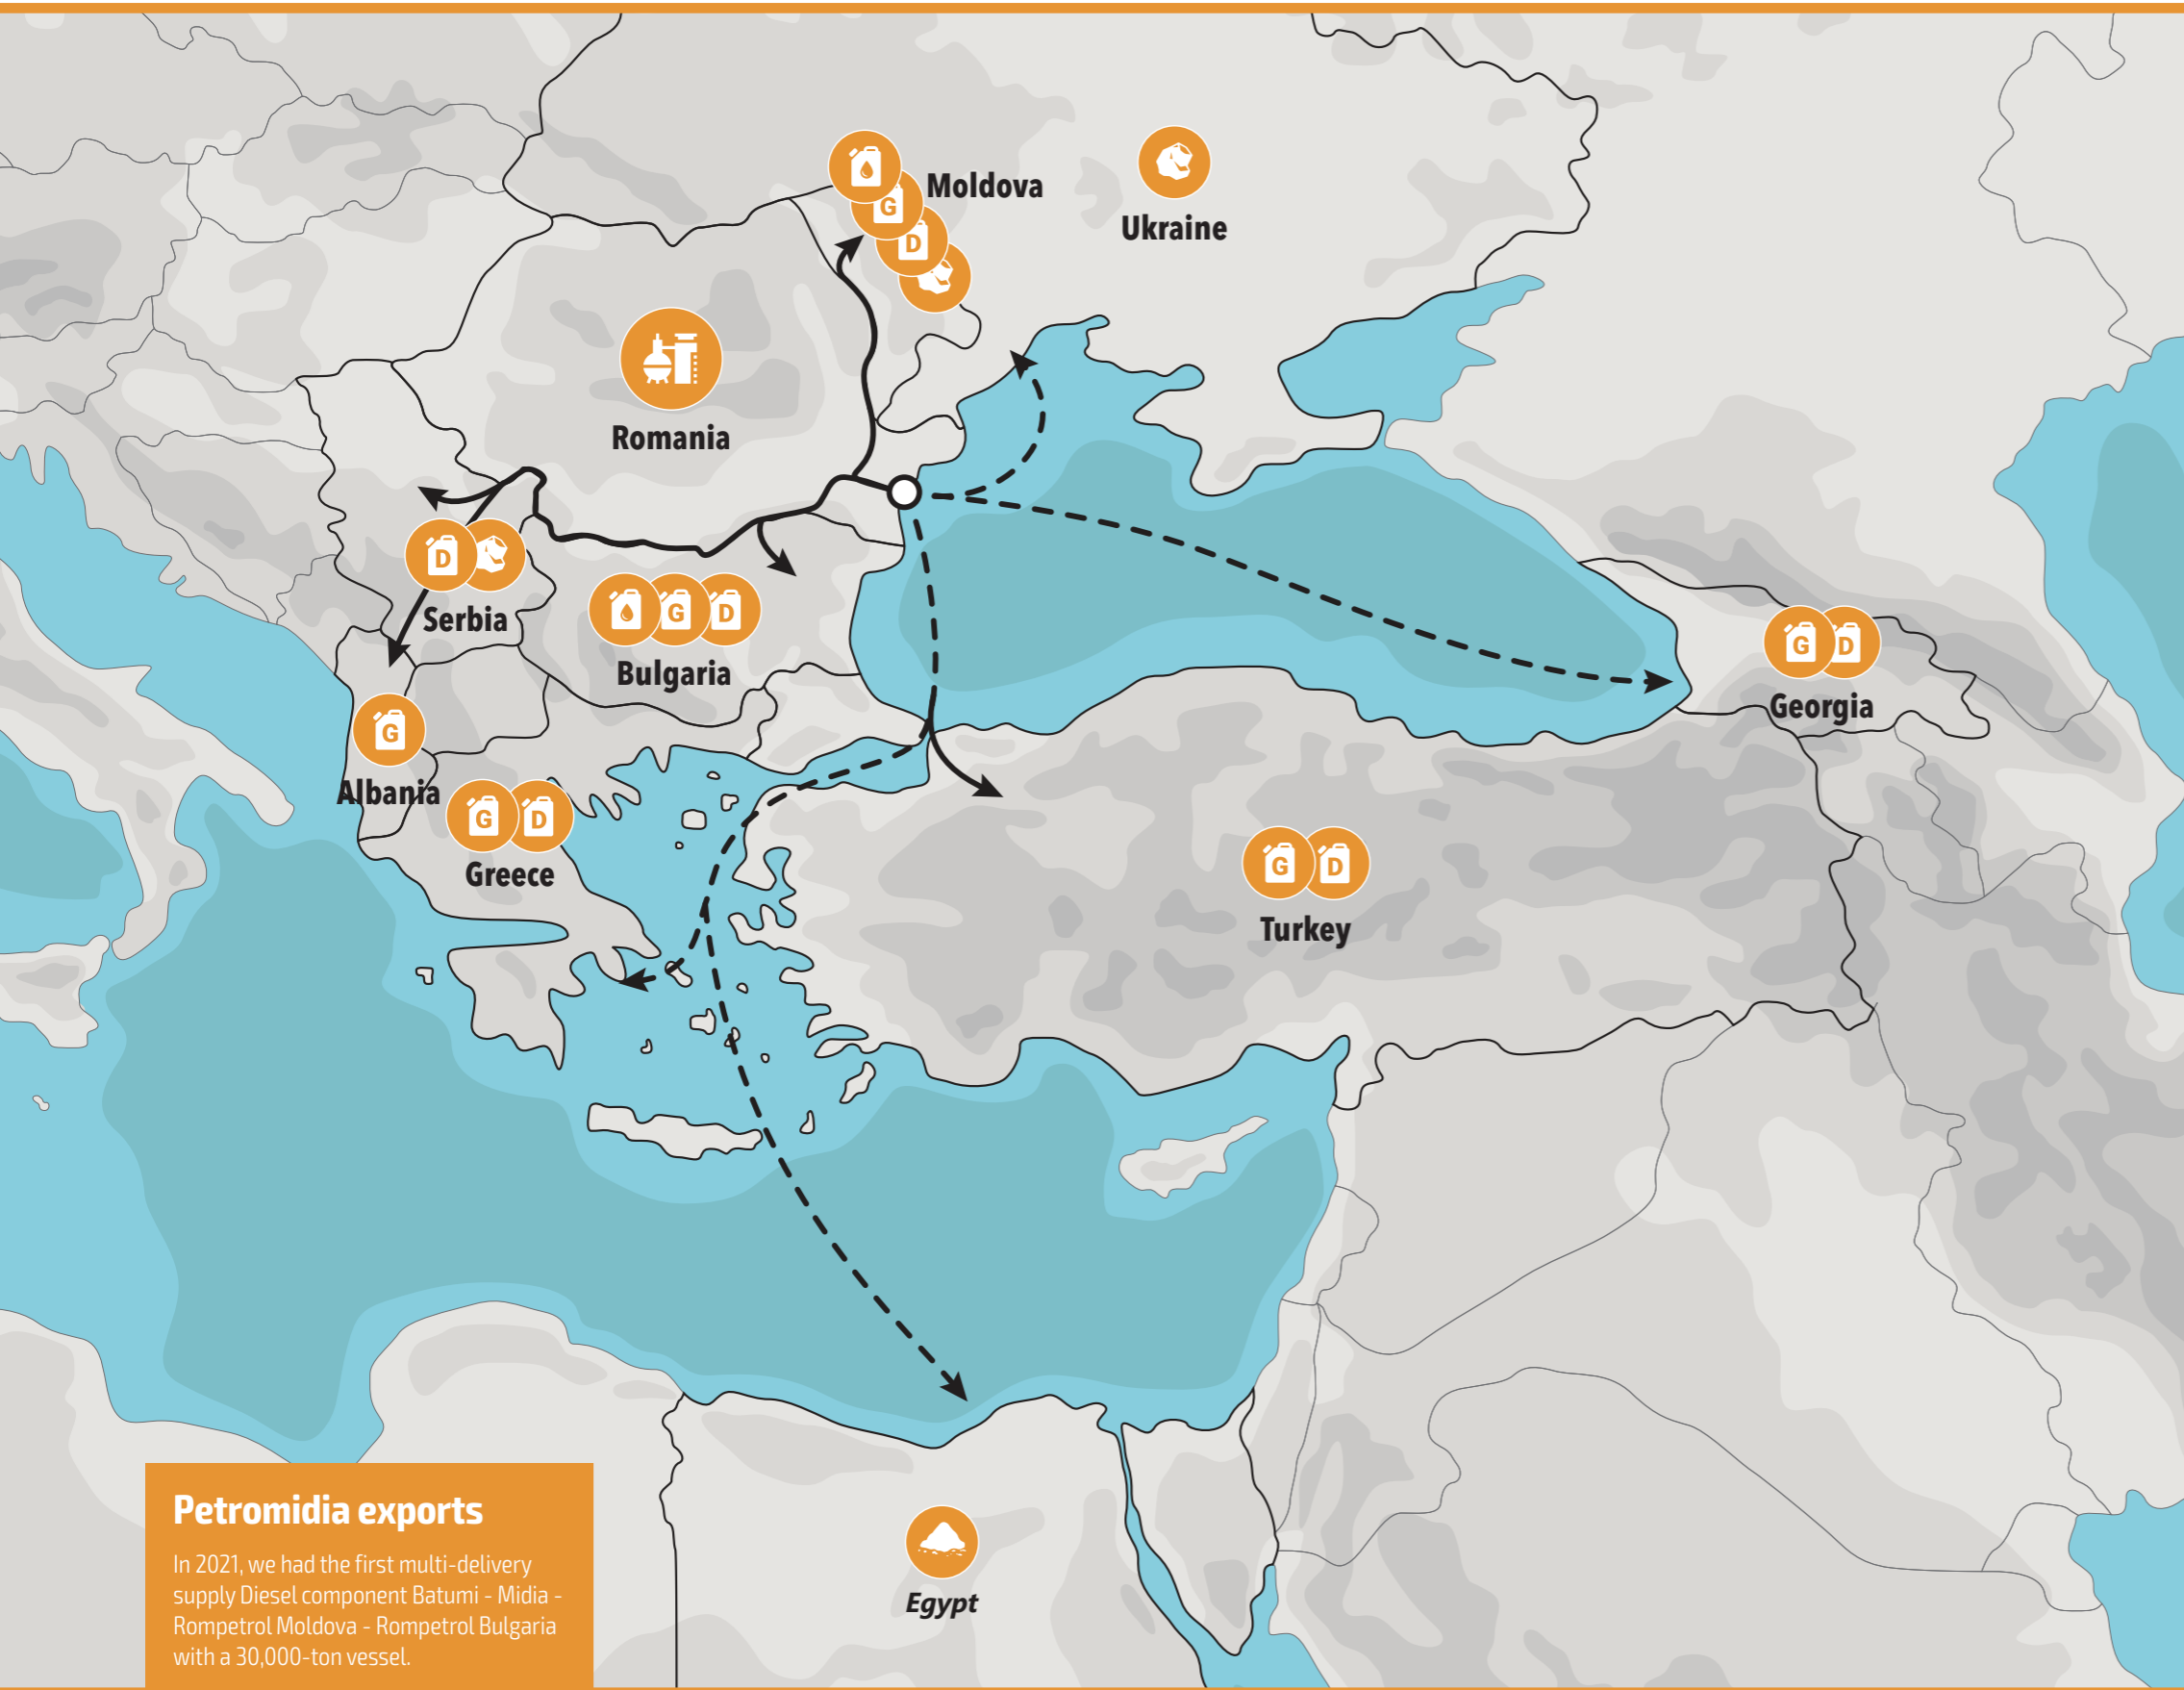 Moldova
G
D
Ukraine
Romania
D
Serbia
G
D
Bulgaria
G
D
Georgia
G
Albania
G
D
Greece
G
D
Turkey
Egypt
Petromidia exports
In 2021, we had the first multi-delivery
supply Diesel component Batumi - Midia -
Rompetrol Moldova - Rompetrol Bulgaria
with a 30,000-ton vessel.